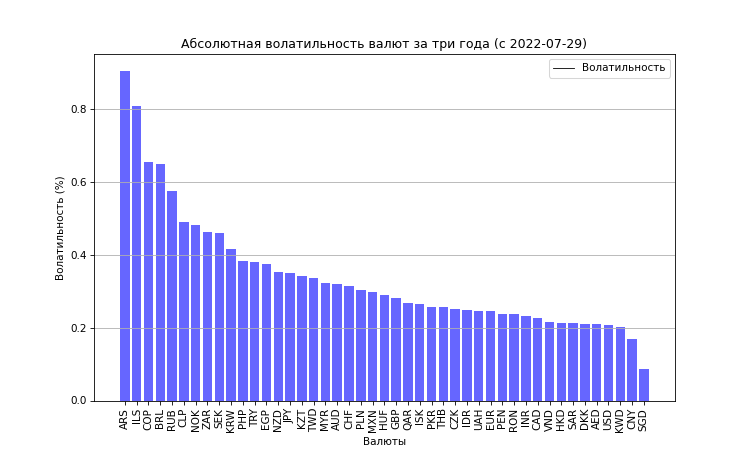 Абсолютная волатильность валют за три года (с 2022-07-29)
Волатильность
Волатильность (%)
0.8
0.6
0.4
0.2
0.0
ARS ILS COP BRL RUB CLP NOK ZAR SEK KRW PHP TRY EGP NZD JPY KZT TWD MYR AUD CHF PLN MXN HUF GBP QAR ISK PKR THB CZK IDR UAH EUR PEN RON INR CAD VND HKD SAR DKK AED USD KWD CNY SGD
Валюты